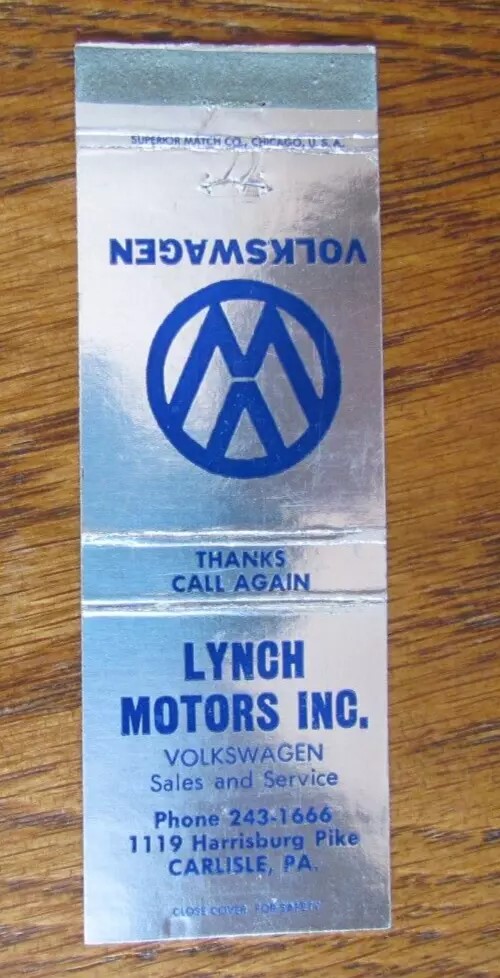 SUPERIOR MATCH CO., CHICAGO, U.S.A.
VOLKSWAGEN
THANKS
CALL AGAIN
LYNCH
MOTORS INC.
VOLKSWAGEN
Sales and Service
Phone 243-1666
1119 Harrisburg Pike
CARLISLE, PA.
CLOSE COVER FOR SAFETY